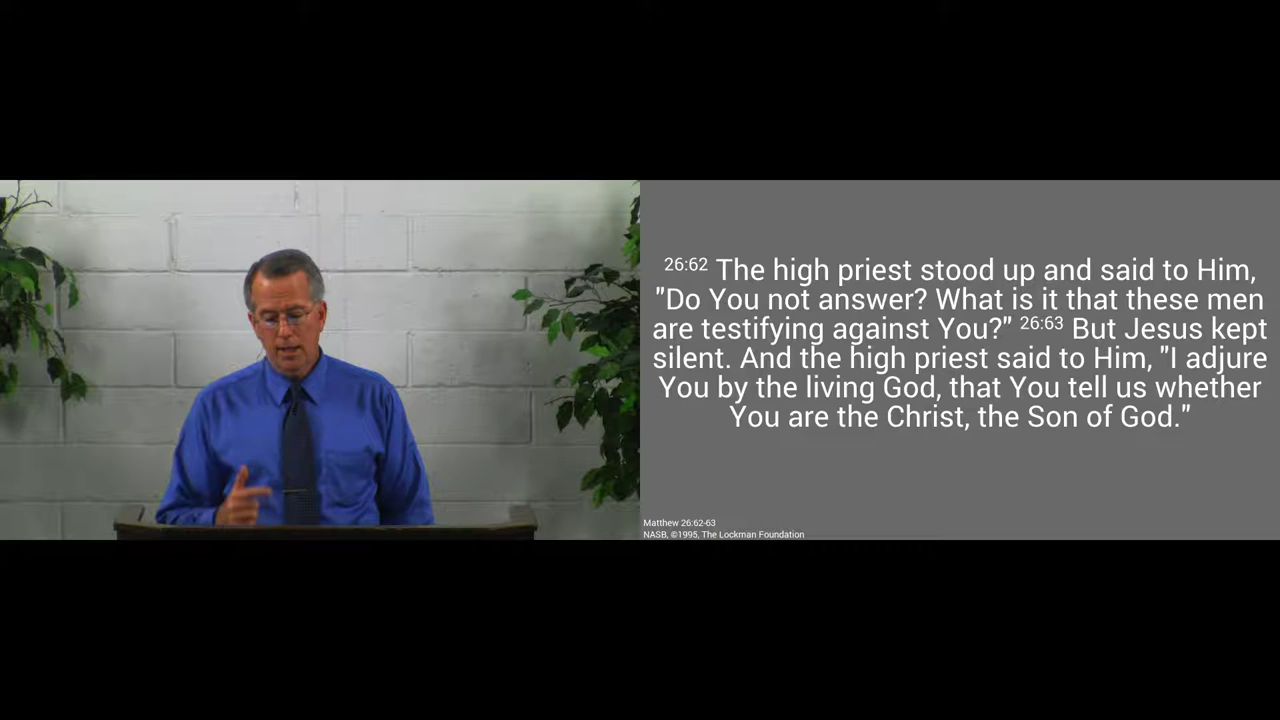 26:62 The high priest stood up and said to Him,
"Do You not answer? What is it that these men
are testifying against You?" 26:63 But Jesus kept
silent. And the high priest said to Him, "I adjure
You by the living God, that You tell us whether
You are the Christ, the Son of God."
Matthew 26:62-63
NASB, ©1995, The Lockman Foundation